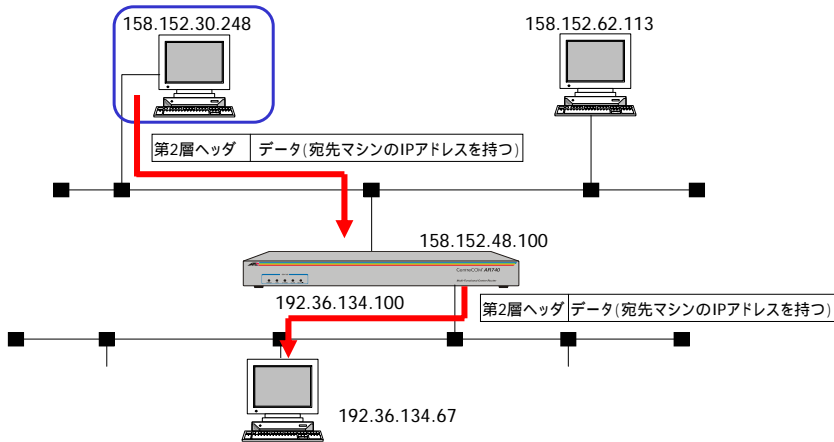 158.152.30.248
158.152.62.113
第2層ヘッダ データ(宛先マシンのIPアドレスを持つ)
158.152.48.100
CentreCOM AR740
192.36.134.100
第2層ヘッダ データ(宛先マシンのIPアドレスを持つ)
192.36.134.67